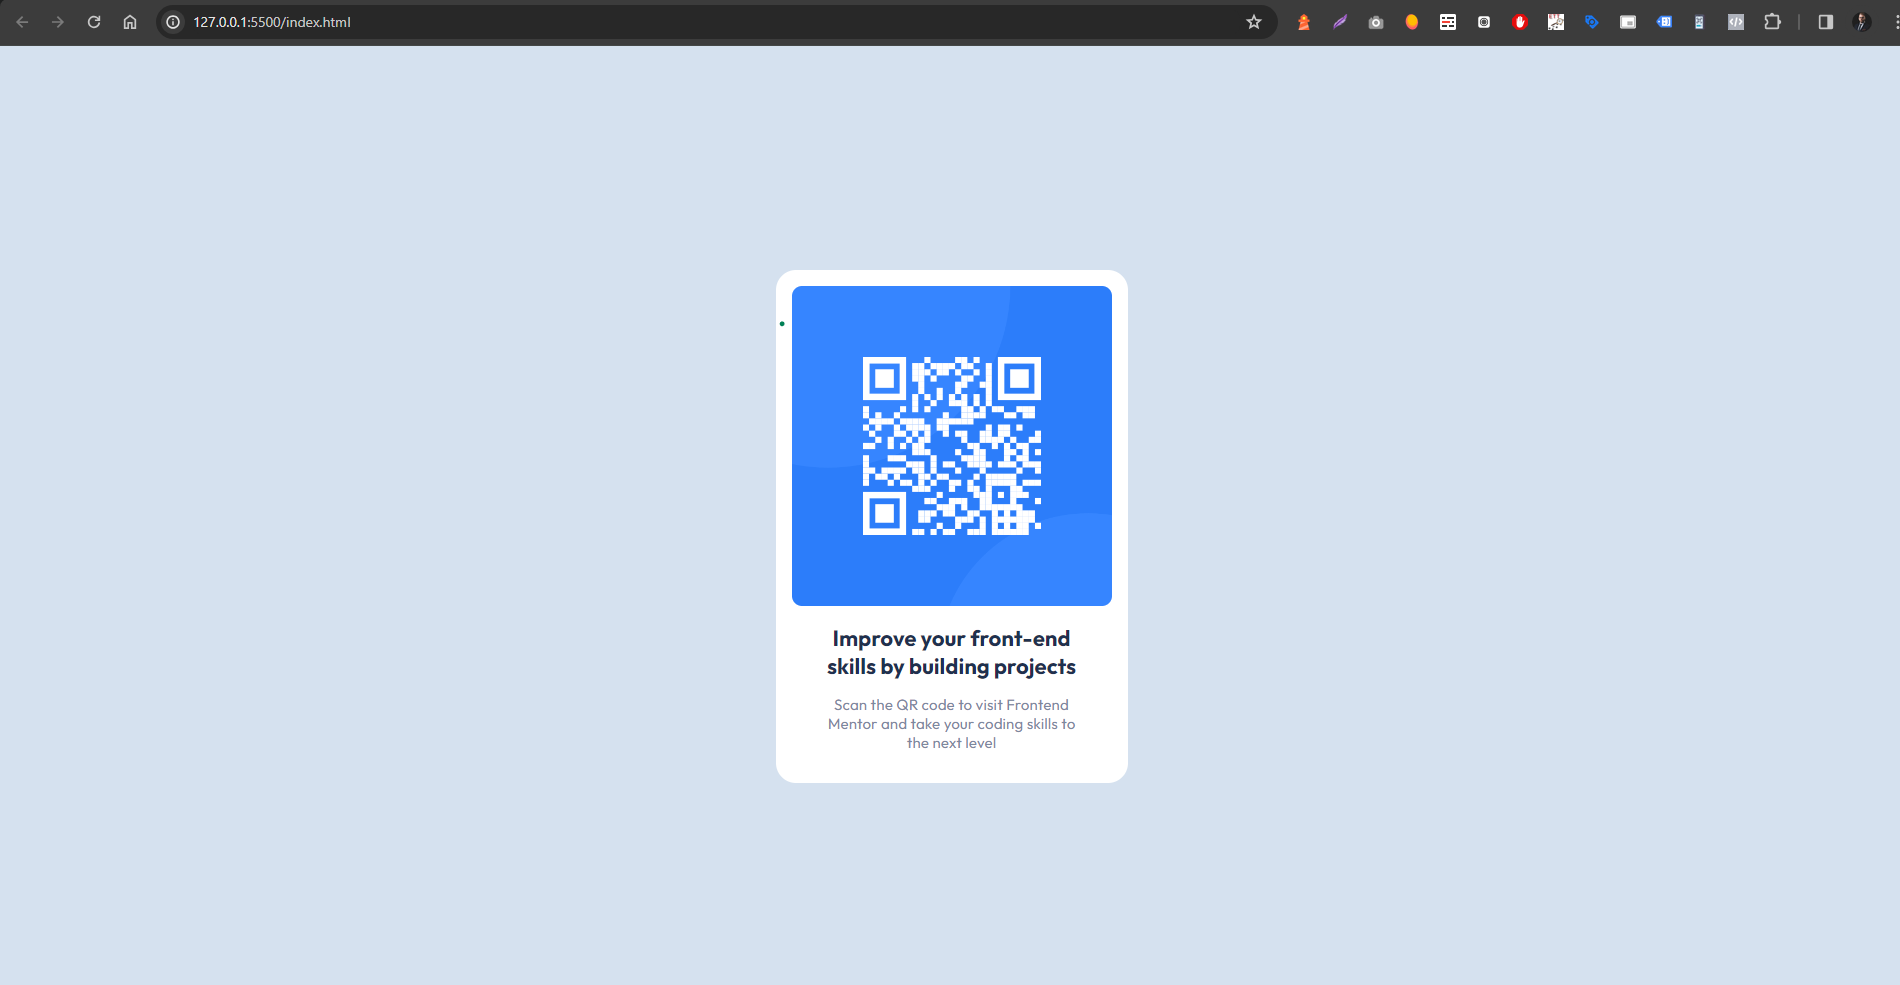 127.0.0.1:5500/index.html
Improve your front-end
skills by building projects
Scan the QR code to visit Frontend
Mentor and take your coding skills to
the next level